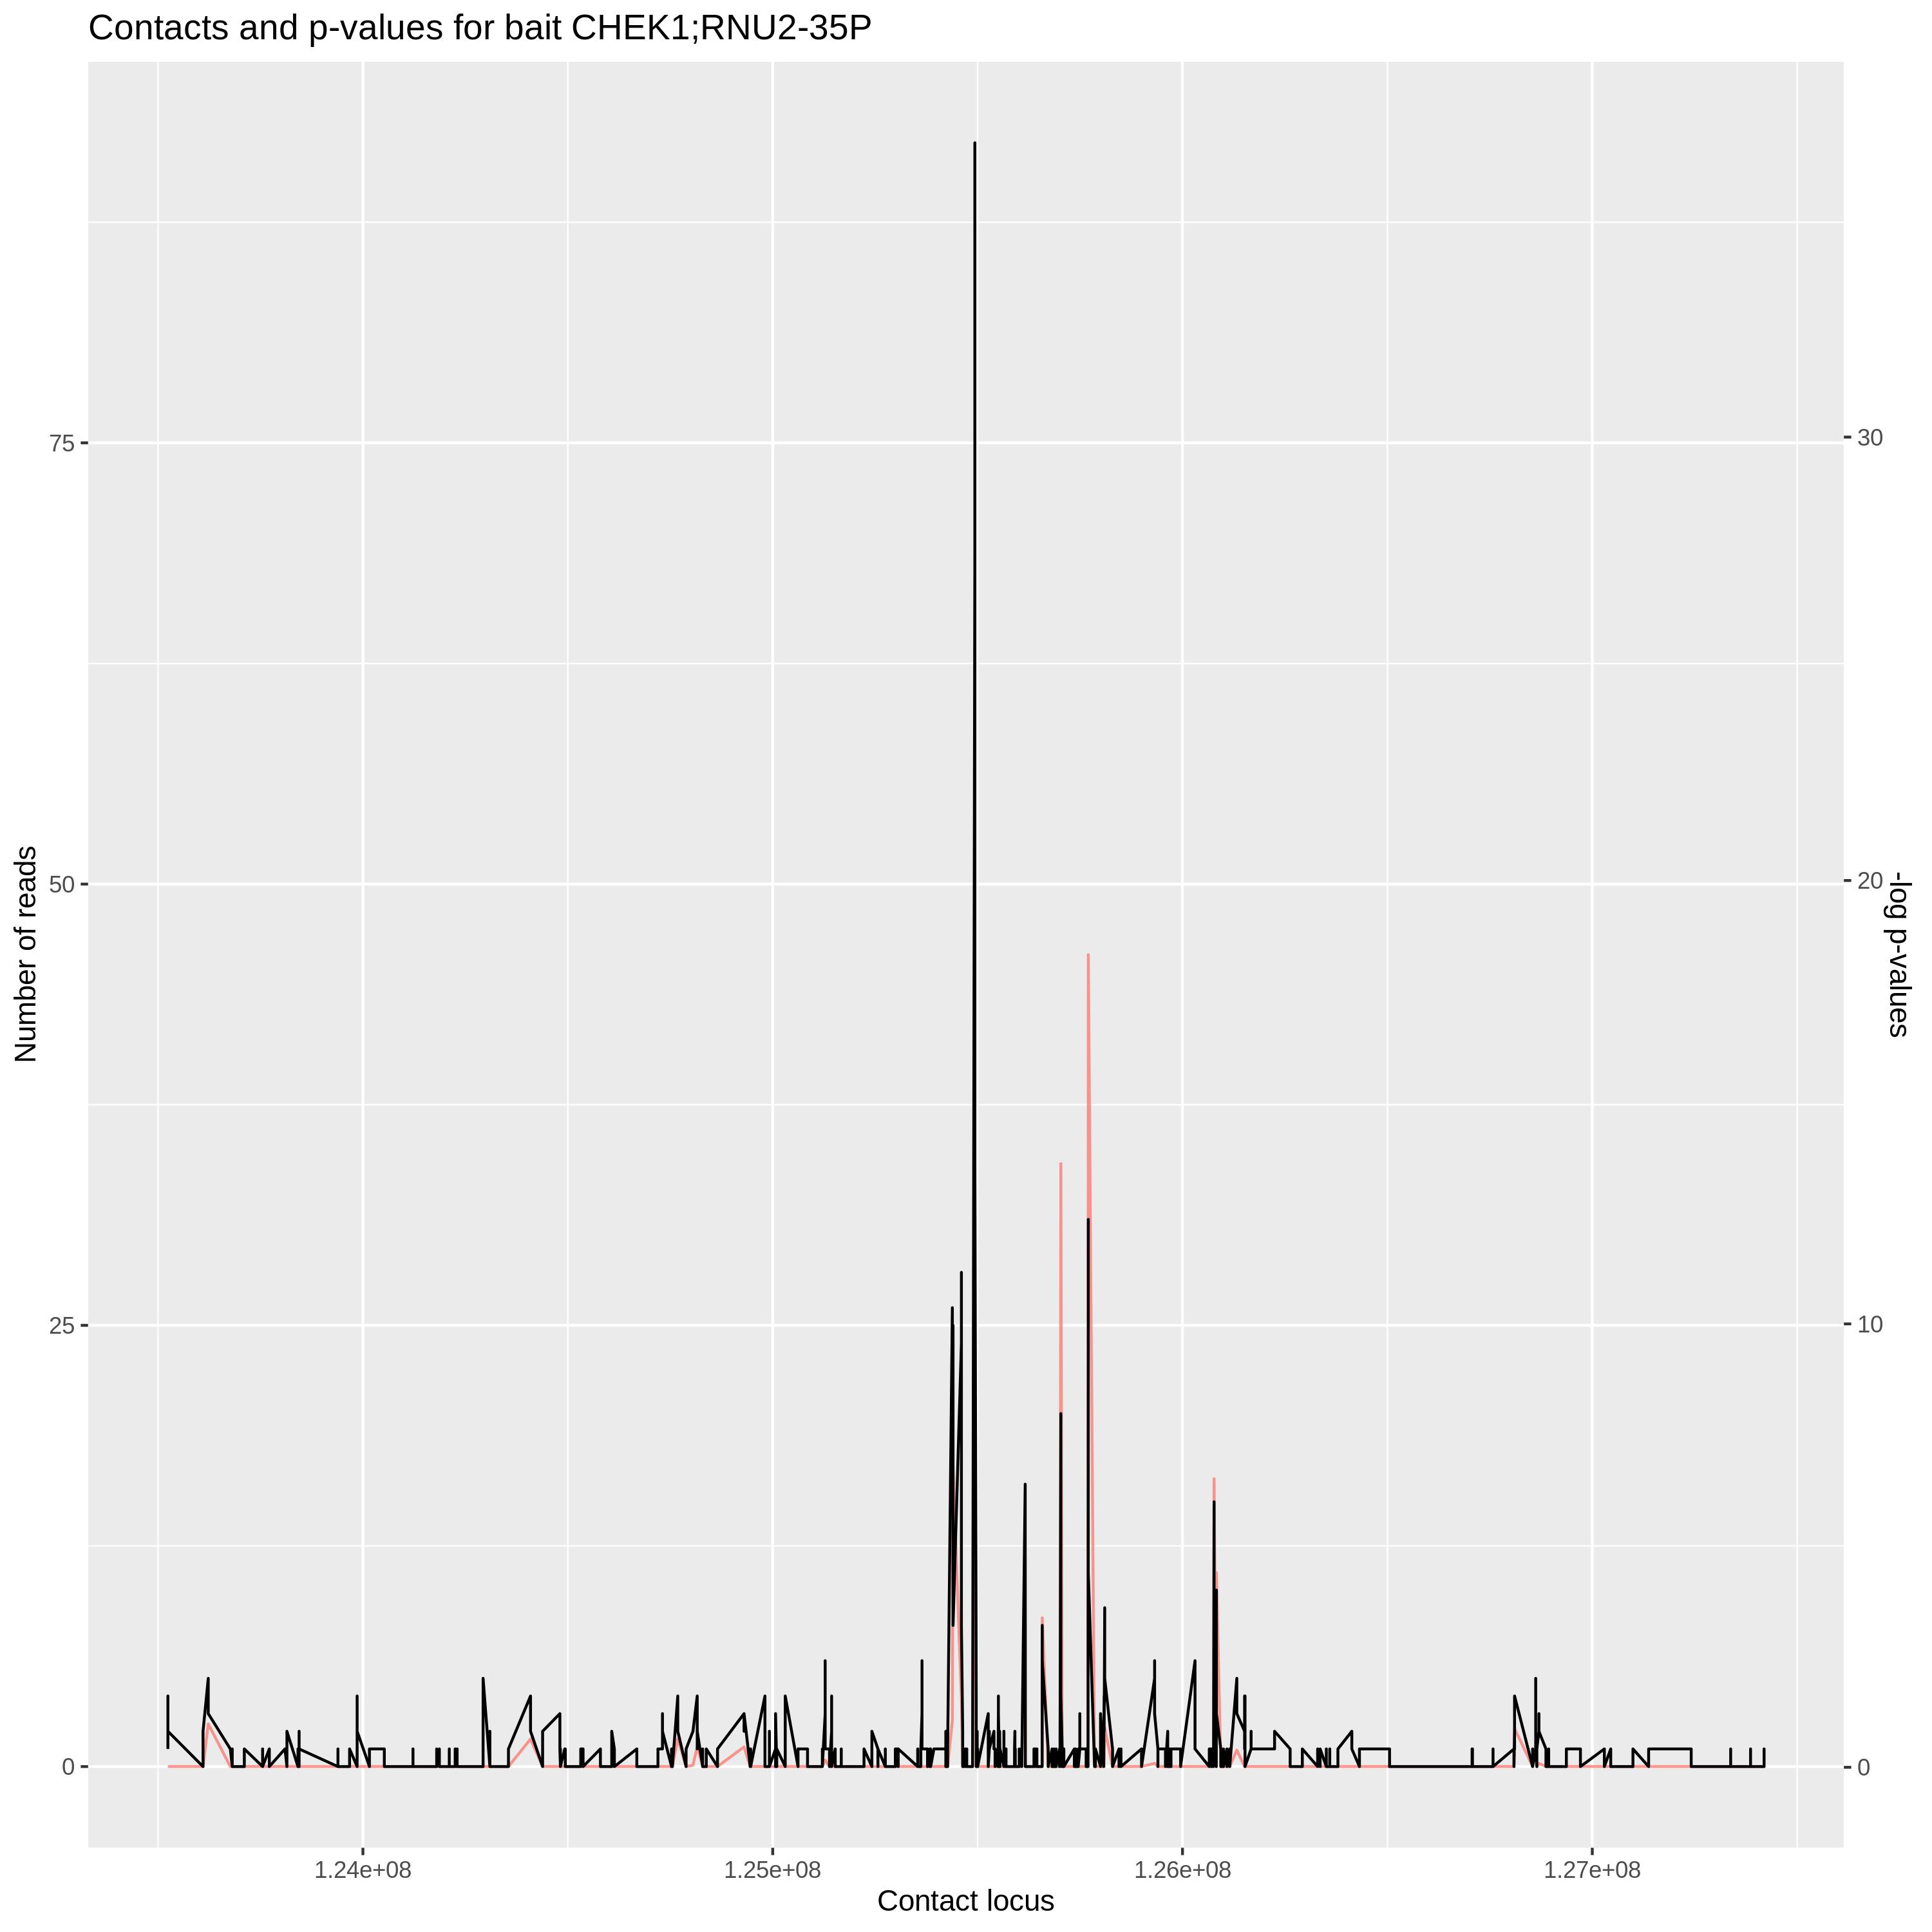 Contacts and p-values for bait CHEK1;RNU2-35P
75
50
25
0
Number of reads
30
20
10
0
-log p-values
1.24e+08
1.25e+08
1.26e+08
1.27e+08
Contact locus